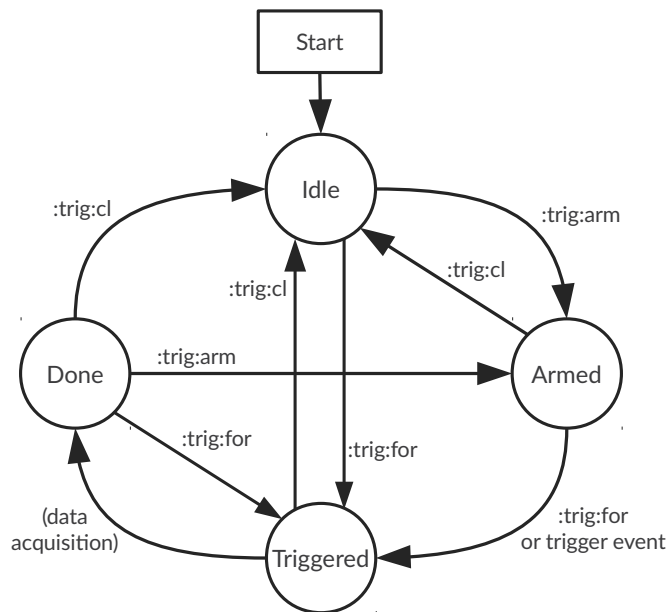 Start
Idle
:trig:cl
:trig:arm
:trig:cl
:trig:cl
Done
:trig:arm
Armed
:trig:for
:trig:for
(data
acquisition)
:trig:for
or trigger event
Triggered